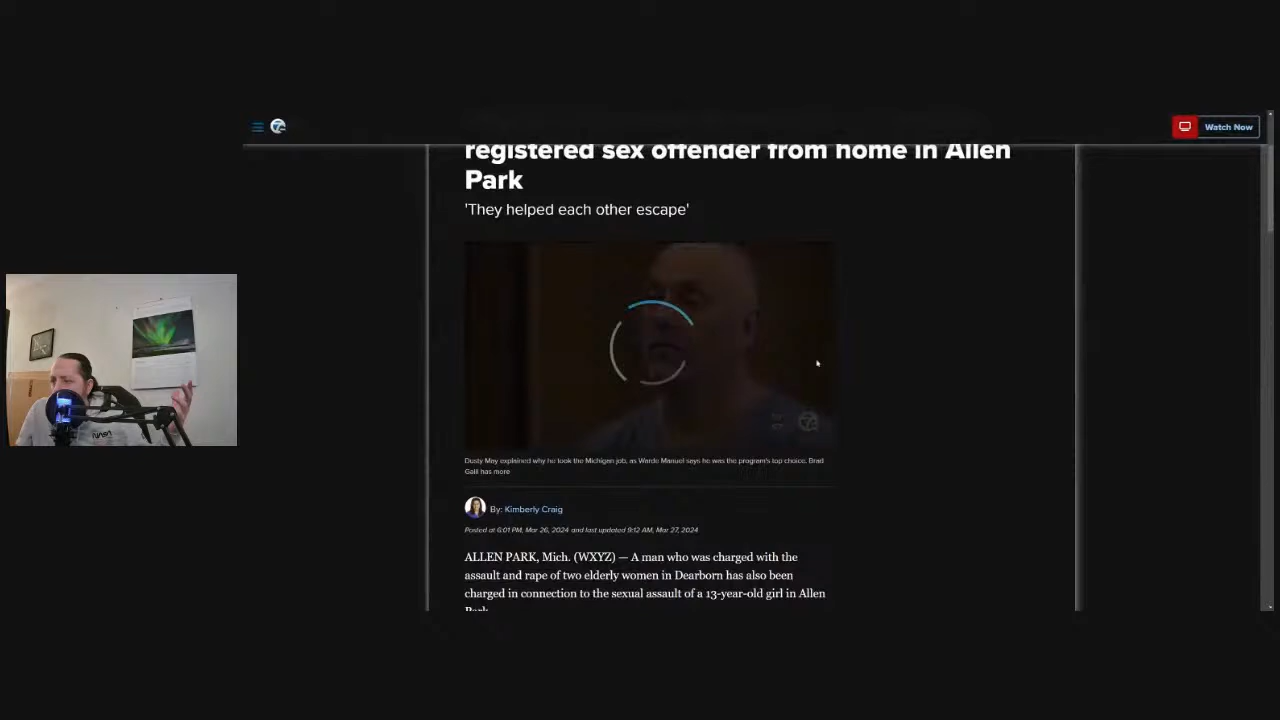 Watch Now
registered sex offender from home in Allen
Park
'They helped each other escape'
Dusty May explained why he took the Michigan job, as Warde Manuel says he was the program's top choice. Brad
Galli has more
By: Kimberly Craig
Posted at 6:01 PM, Mar 26, 2024 and last updated 9:12 AM, Mar 27, 2024
ALLEN PARK, Mich. (WXYZ) — A man who was charged with the
assault and rape of two elderly women in Dearborn has also been
charged in connection to the sexual assault of a 13-year-old girl in Allen
Park